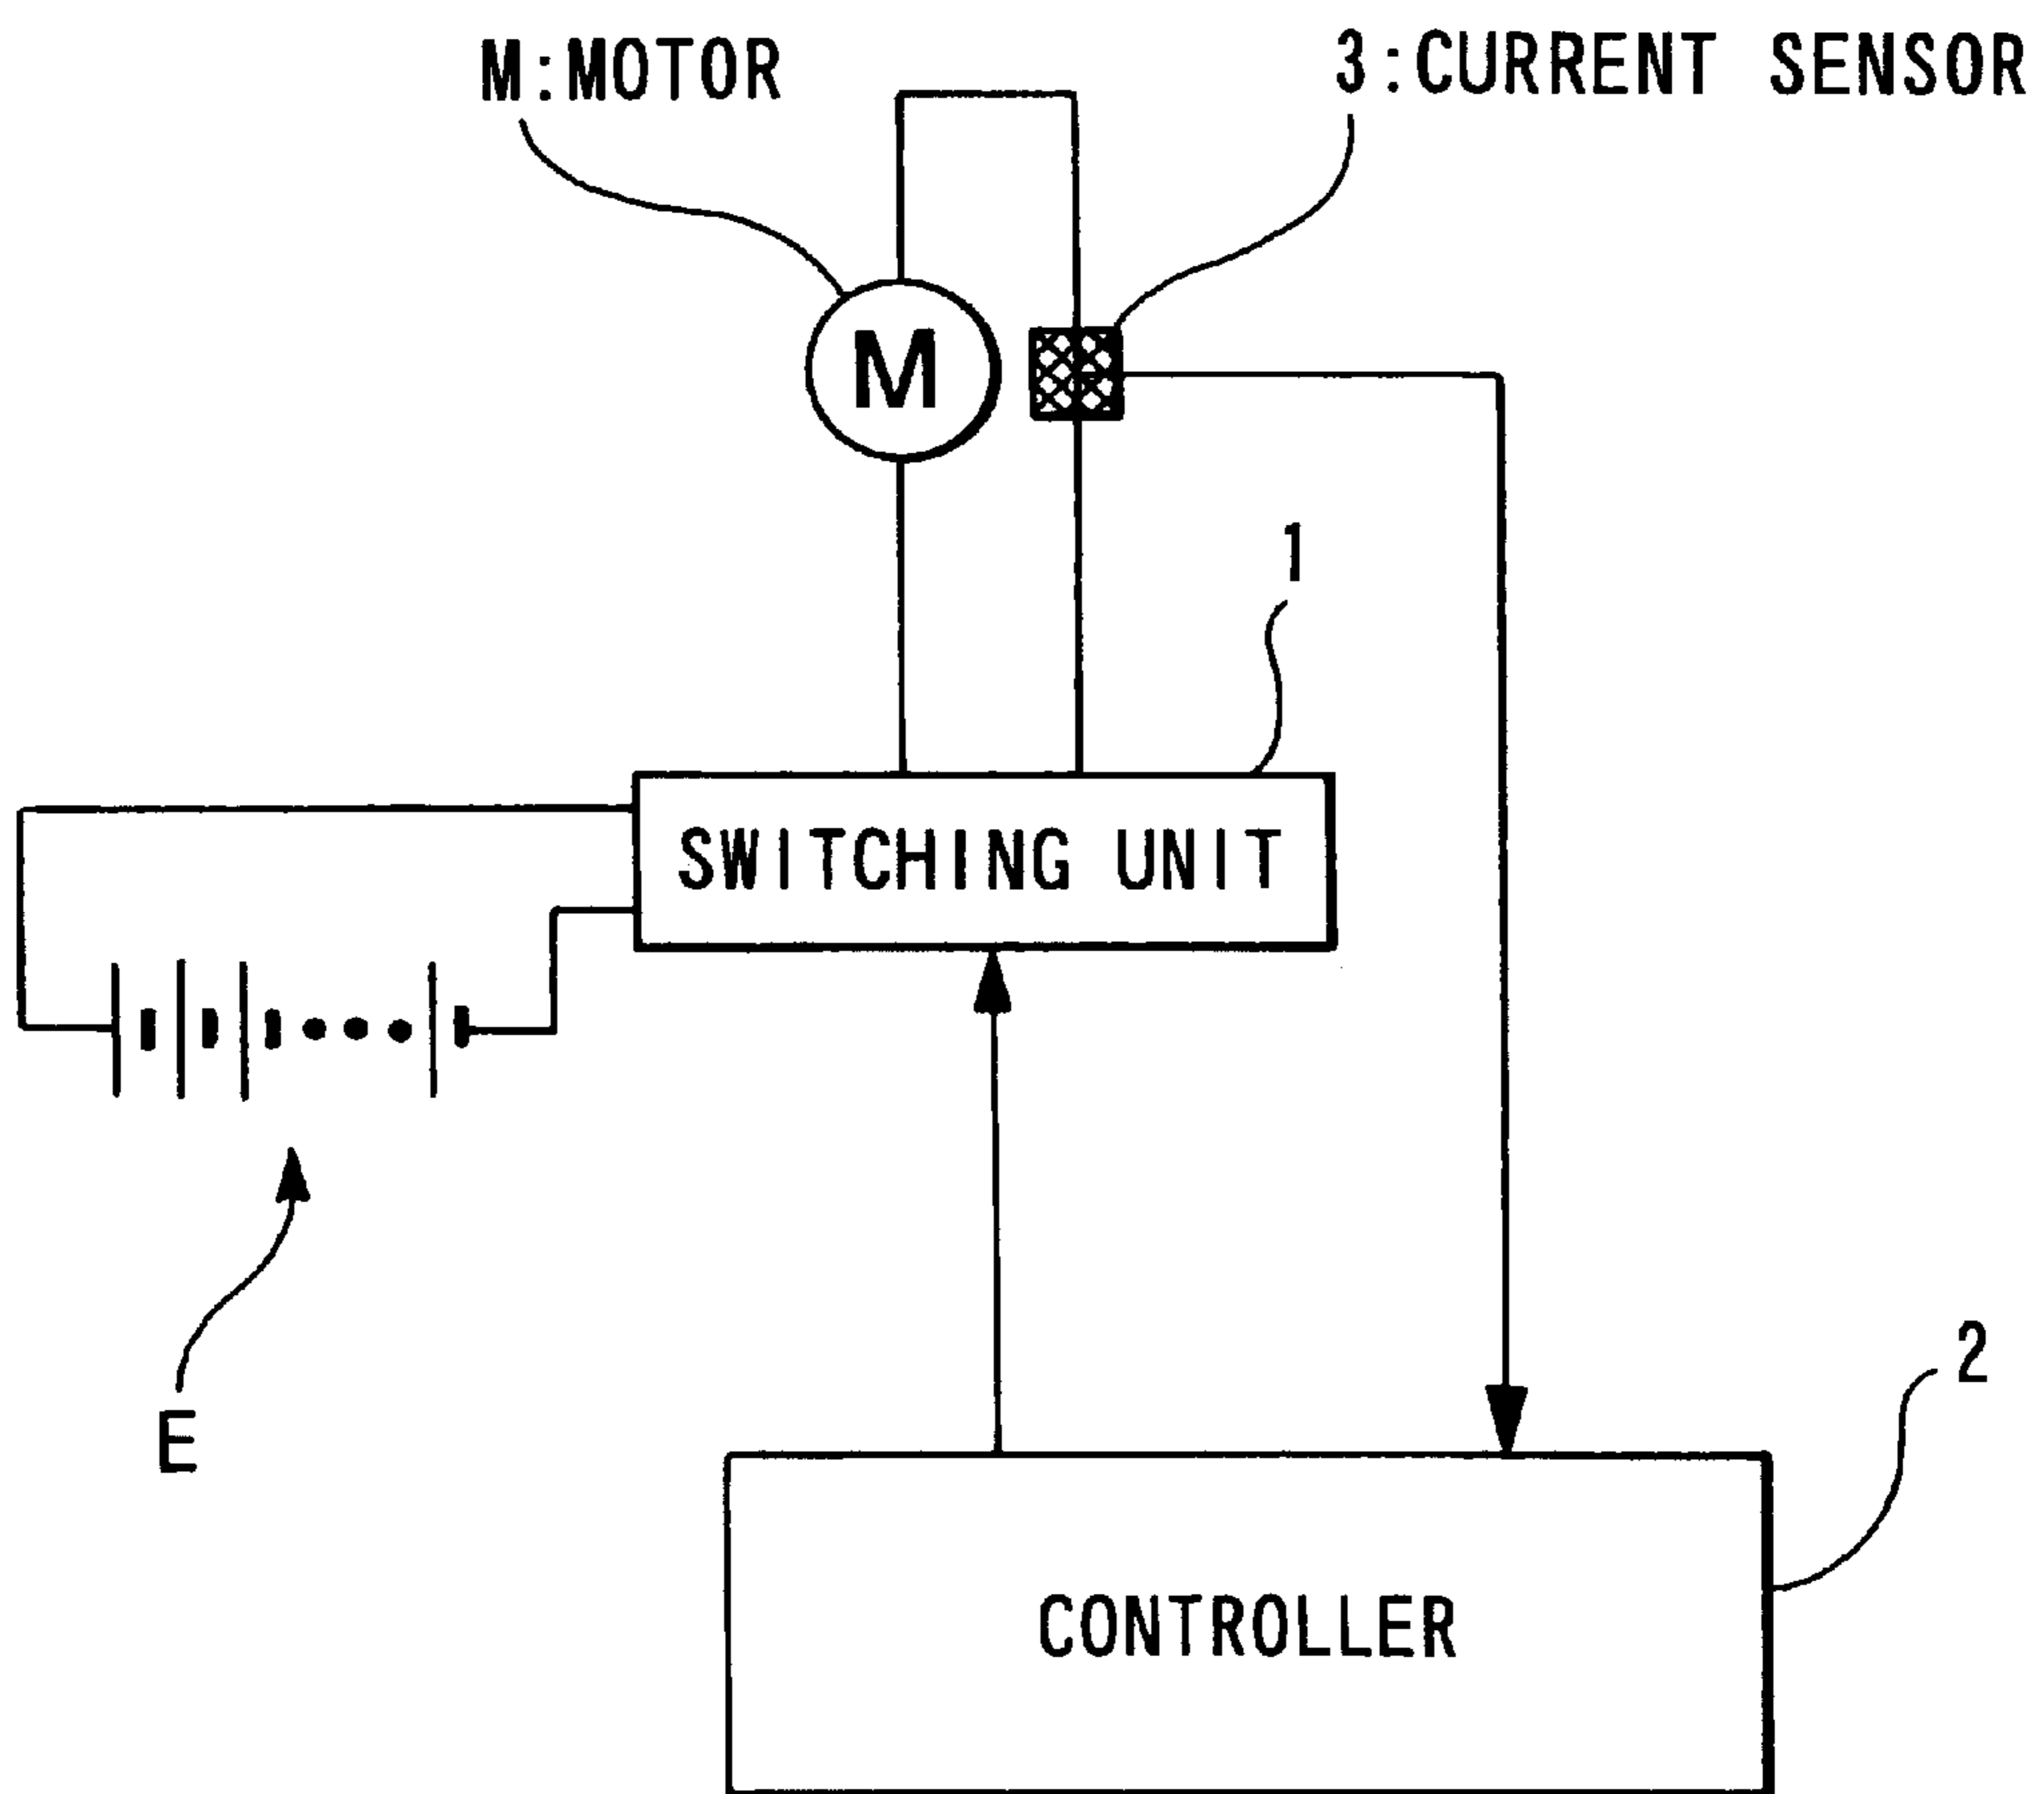 M:MOTOR
3:CURRENT SENSOR
M
1
SWITCHING UNIT
E
2
CONTROLLER